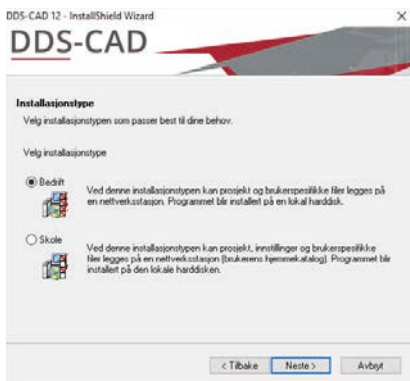 DDS-CAD 12 - InstallShield Wizard
DDS-CAD
Installasjonstype
Velg installasjonstypen som passer best til dine behov.
Velg installasjonstype
Bedrift
Ved denne installasjonstypen kan prosjekt og brukerspesifikke filer legges på
en nettverksstasjon. Programmet blir installert på en lokal harddisk.
Skole
Ved denne installasjonstypen kan prosjekt, innstillinger og brukerspesifikke
filer legges på en nettverksstasjon (brukerens hjemmekatalog). Programmet blir
installert på den lokale harddisken.
< Tilbake
Neste >
Avbryt